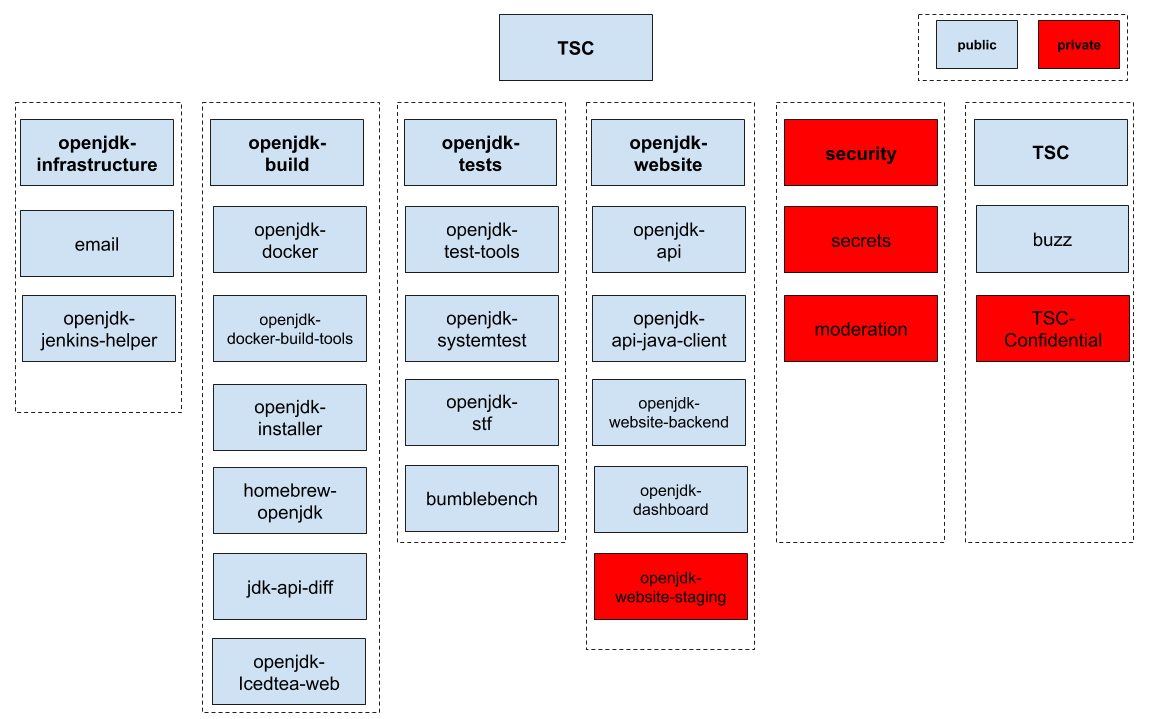 TSC
public
private
openjdk-
infrastructure
email
openjdk-
jenkins-helper
openjdk-
build
openjdk-
docker
openjdk-
docker-build-tools
openjdk-
installer
homebrew-
openjdk
jdk-api-diff
openjdk-
Icedtea-web
openjdk-
tests
openjdk-
test-tools
openjdk-
systemtest
openjdk-
stf
bumblebench
openjdk-
website
openjdk-
api
openjdk-
api-java-client
openjdk-
website-backend
openjdk-
dashboard
openjdk-
website-staging
security
secrets
moderation
TSC
buzz
TSC-
Confidential